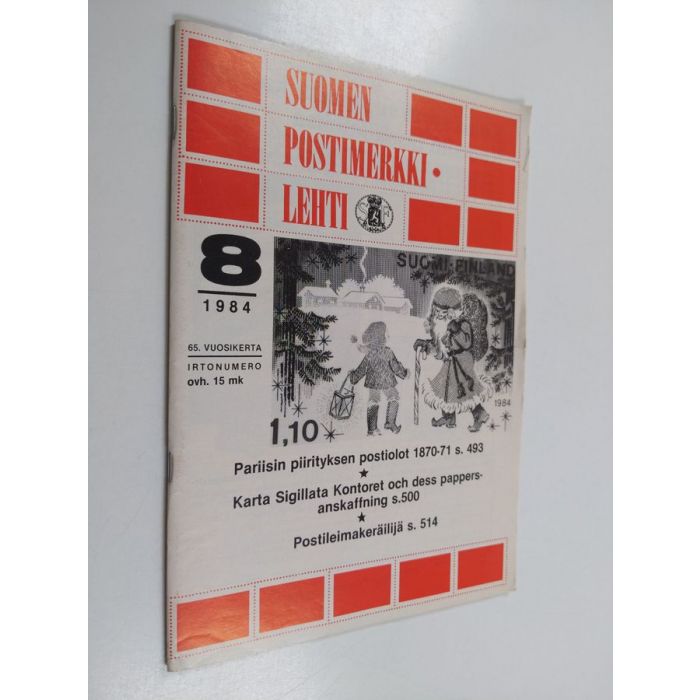 SUOMEN
POSTIMERKKI •
LEHTI
8
1984
65. VUOSIKERTA
IRTONUMERO
ovh. 15 mk
SUOMI-FINLAND
1984
1,10
Pariisin piirityksen postiolot 1870-71 s. 493
★
Karta Sigillata Kontoret och dess pappers-
anskaffning s.500
★
Postileimakeräilijä s. 514